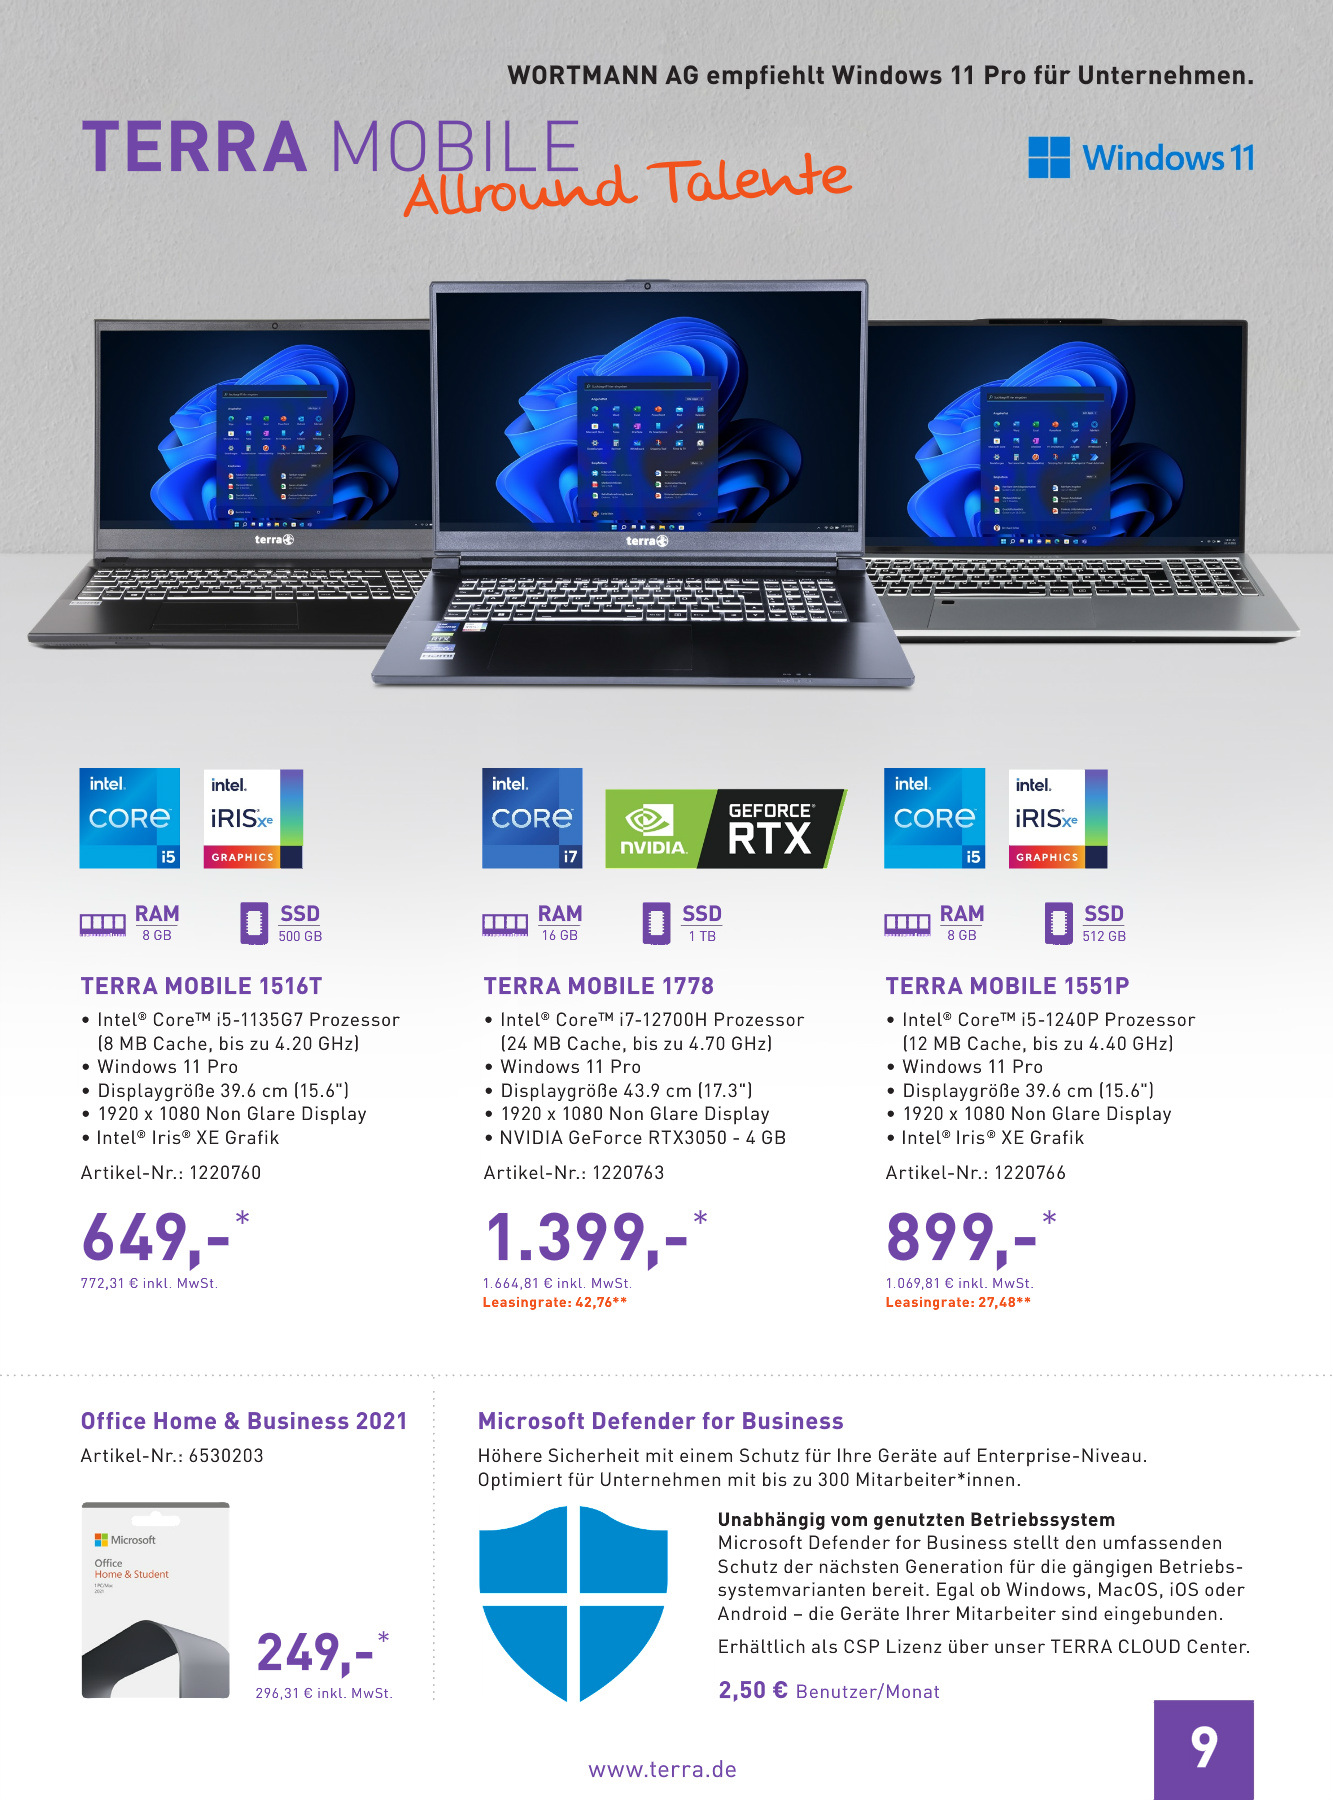 WORTMANN AG empfiehlt Windows 11 Pro für Unternehmen.
TERRA MOBILE
Allround Talente
Windows 11
terra
terra
intel.
CORE™
i5
intel.
iRISxe
GRAPHICS
intel.
CORE™
i7
NVIDIA.
GEFORCE®
RTX
intel.
CORE™
i5
intel.
iRISxe
GRAPHICS
RAM
8 GB
SSD
500 GB
RAM
16 GB
SSD
1 TB
RAM
8 GB
SSD
512 GB
TERRA MOBILE 1516T
• Intel® Core™ i5-1135G7 Prozessor
(8 MB Cache, bis zu 4.20 GHz)
• Windows 11 Pro
• Displaygröße 39.6 cm (15.6")
• 1920 x 1080 Non Glare Display
• Intel® Iris® XE Grafik
Artikel-Nr.: 1220760
649,-*
772,31 € inkl. MwSt.
TERRA MOBILE 1778
• Intel® Core™ i7-12700H Prozessor
(24 MB Cache, bis zu 4.70 GHz)
• Windows 11 Pro
• Displaygröße 43.9 cm (17.3")
• 1920 x 1080 Non Glare Display
• NVIDIA GeForce RTX3050 - 4 GB
Artikel-Nr.: 1220763
1.399,-*
1.664,81 € inkl. MwSt.
Leasingrate: 42,76**
TERRA MOBILE 1551P
• Intel® Core™ i5-1240P Prozessor
(12 MB Cache, bis zu 4.40 GHz)
• Windows 11 Pro
• Displaygröße 39.6 cm (15.6")
• 1920 x 1080 Non Glare Display
• Intel® Iris® XE Grafik
Artikel-Nr.: 1220766
899,-*
1.069,81 € inkl. MwSt.
Leasingrate: 27,48**
Office Home & Business 2021
Artikel-Nr.: 6530203
Microsoft
Office
Home & Student
1 PC/Mac
2021
249,-*
296,31 € inkl. MwSt.
Microsoft Defender for Business
Höhere Sicherheit mit einem Schutz für Ihre Geräte auf Enterprise-Niveau.
Optimiert für Unternehmen mit bis zu 300 Mitarbeiter*innen.
Unabhängig vom genutzten Betriebssystem
Microsoft Defender for Business stellt den umfassenden
Schutz der nächsten Generation für die gängigen Betriebs-
systemvarianten bereit. Egal ob Windows, MacOS, iOS oder
Android – die Geräte Ihrer Mitarbeiter sind eingebunden.
Erhältlich als CSP Lizenz über unser TERRA CLOUD Center.
2,50 € Benutzer/Monat
www.terra.de
9